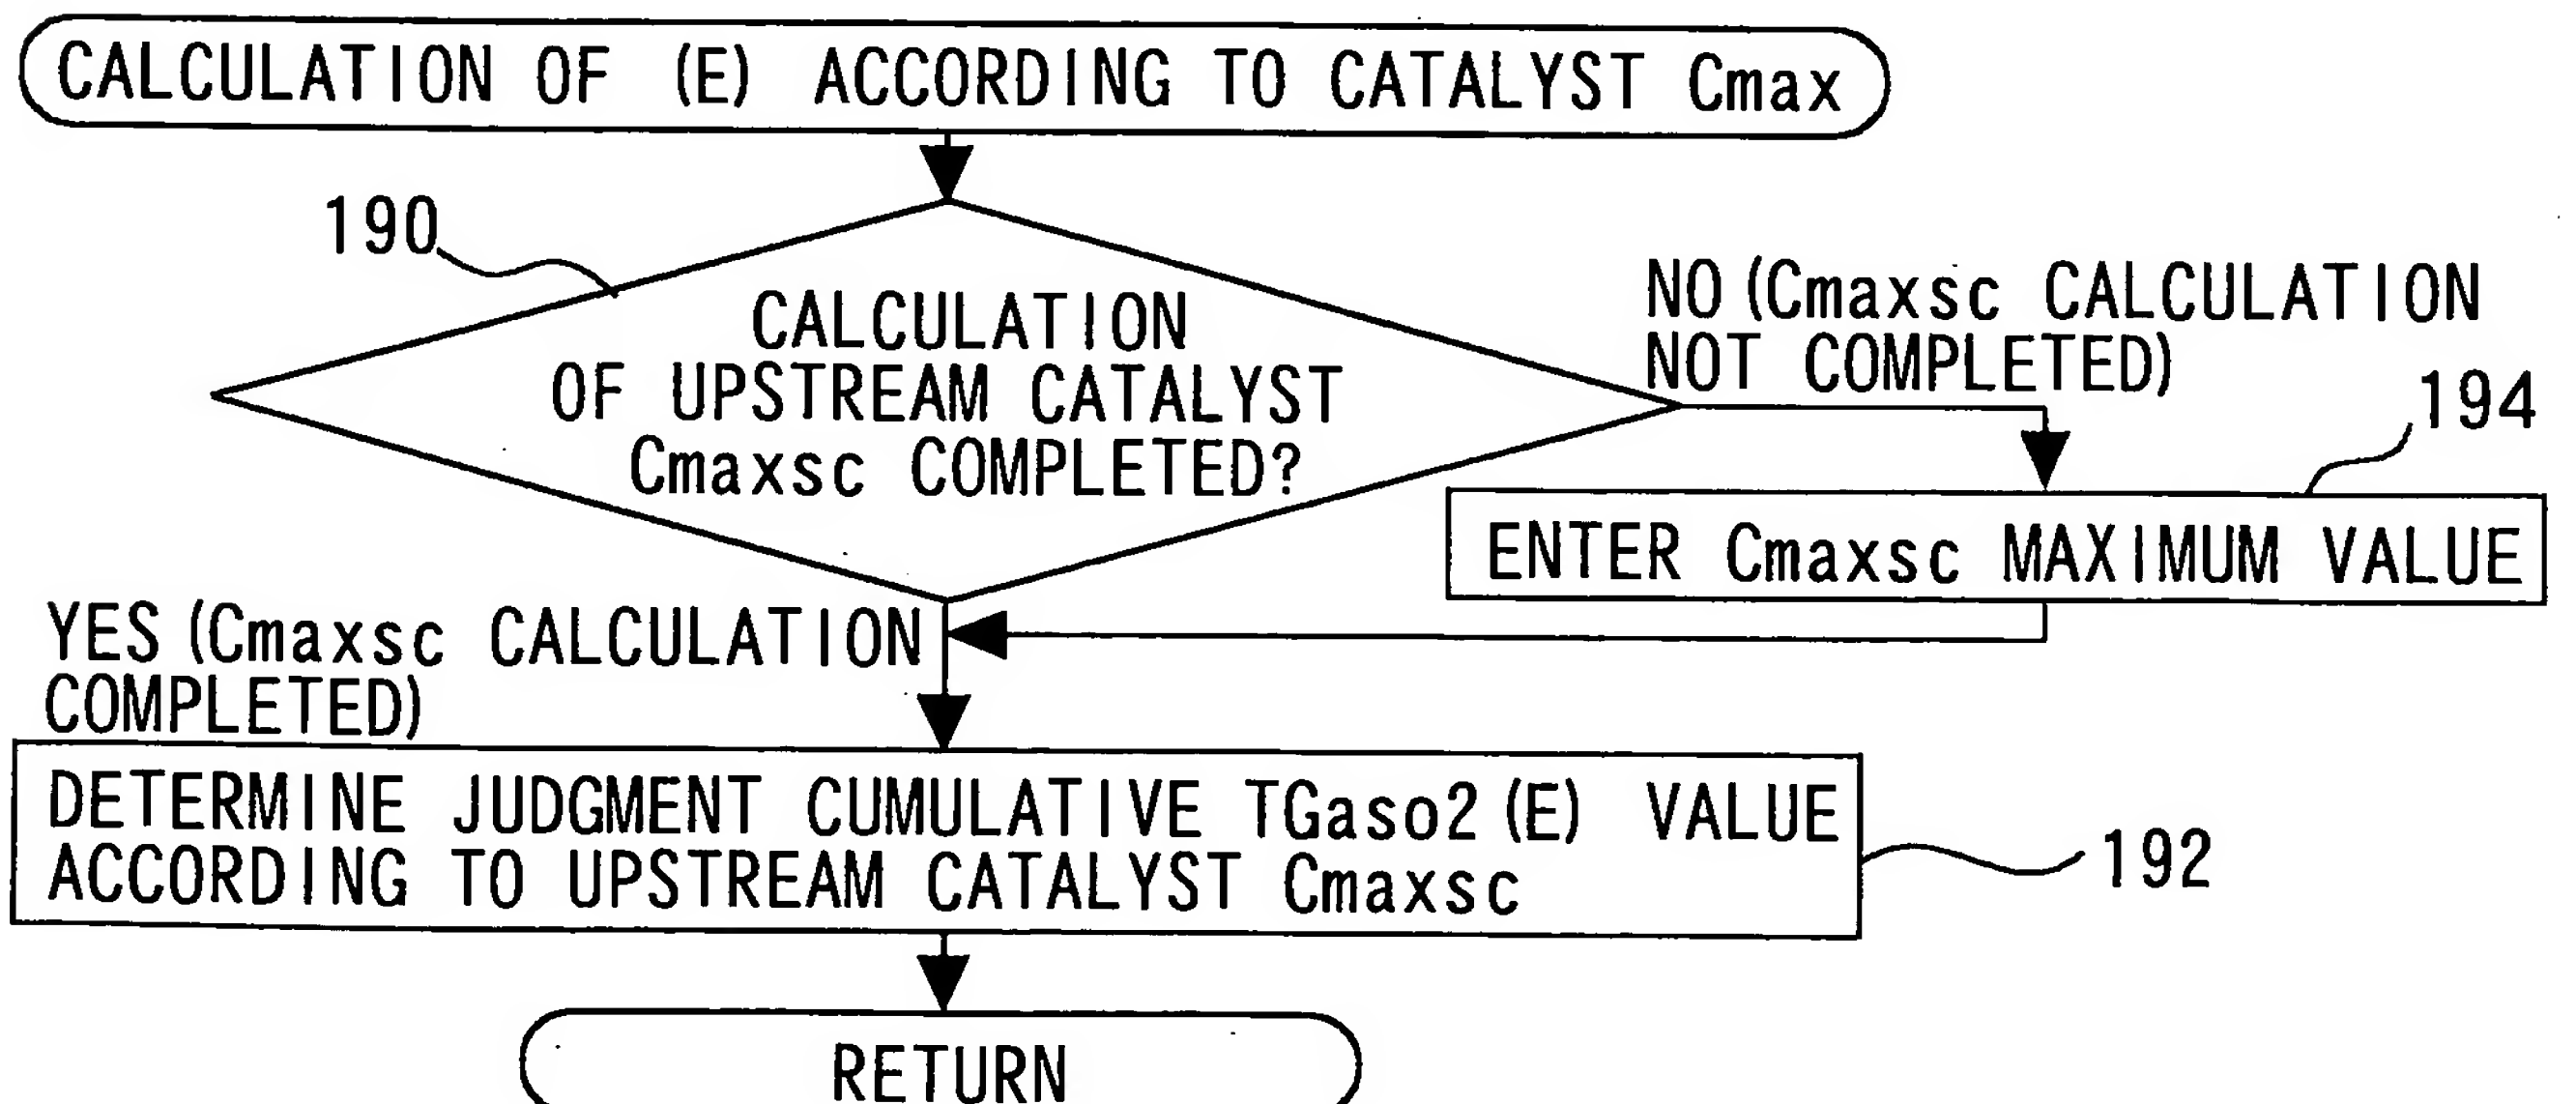 CALCULATION OF (E) ACCORDING TO CATALYST Cmax
190
CALCULATION
OF UPSTREAM CATALYST
Cmaxsc COMPLETED?
NO (Cmaxsc CALCULATION
NOT COMPLETED)
194
ENTER Cmaxsc MAXIMUM VALUE
YES (Cmaxsc CALCULATION
COMPLETED)
DETERMINE JUDGMENT CUMULATIVE TGaso2 (E) VALUE
ACCORDING TO UPSTREAM CATALYST Cmaxsc
192
RETURN